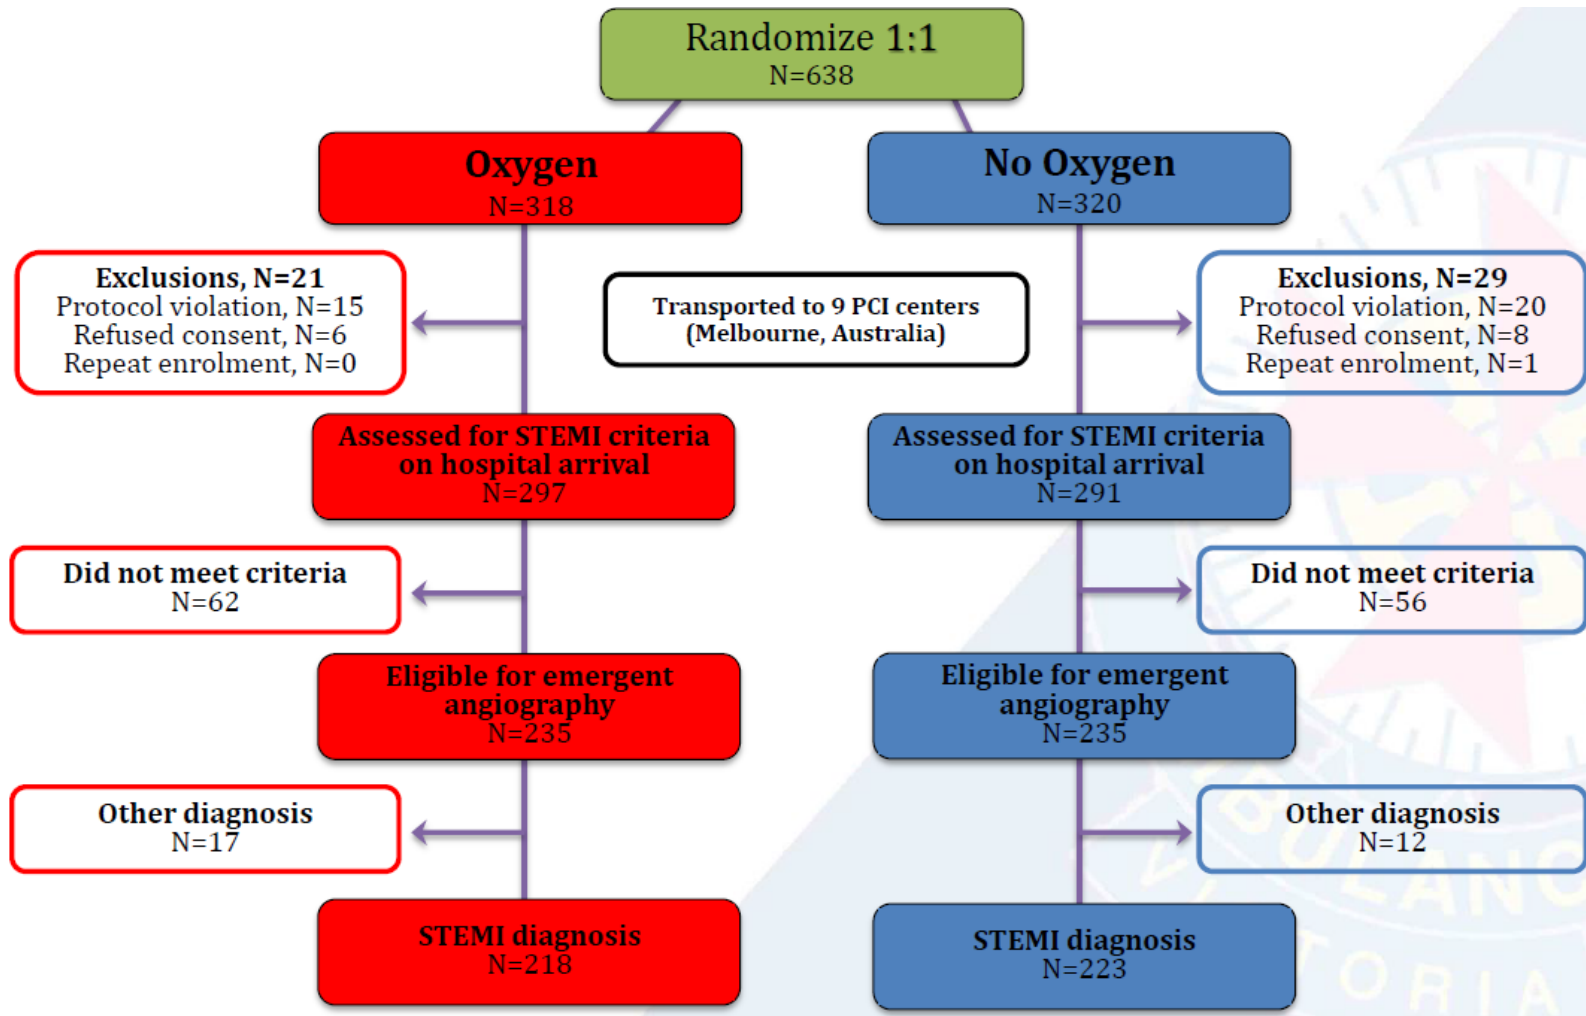 Randomize 1:1
N=638
Oxygen
N=318
No Oxygen
N=320
Exclusions, N=21
Protocol violation, N=15
Refused consent, N=6
Repeat enrolment, N=0
Transported to 9 PCI centers
(Melbourne, Australia)
Exclusions, N=29
Protocol violation, N=20
Refused consent, N=8
Repeat enrolment, N=1
Assessed for STEMI criteria
on hospital arrival
N=297
Assessed for STEMI criteria
on hospital arrival
N=291
Did not meet criteria
N=62
Did not meet criteria
N=56
Eligible for emergent
angiography
N=235
Eligible for emergent
angiography
N=235
Other diagnosis
N=17
Other diagnosis
N=12
STEMI diagnosis
N=218
STEMI diagnosis
N=223